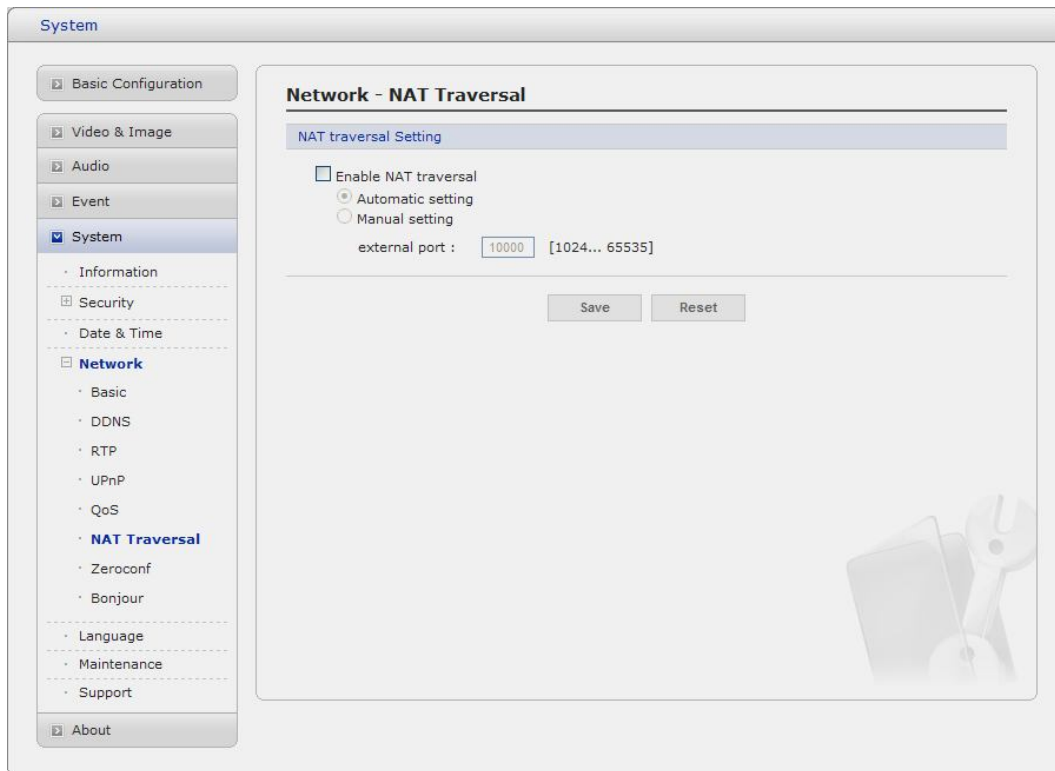 System
Basic Configuration
Video & Image
Audio
Event
System
Information
Security
Date & Time
Network
Basic
DDNS
RTP
UPnP
QoS
NAT Traversal
Zeroconf
Bonjour
Language
Maintenance
Support
About
Network - NAT Traversal
NAT traversal Setting
Enable NAT traversal
Automatic setting
Manual setting
external port : 10000 [1024... 65535]
Save Reset